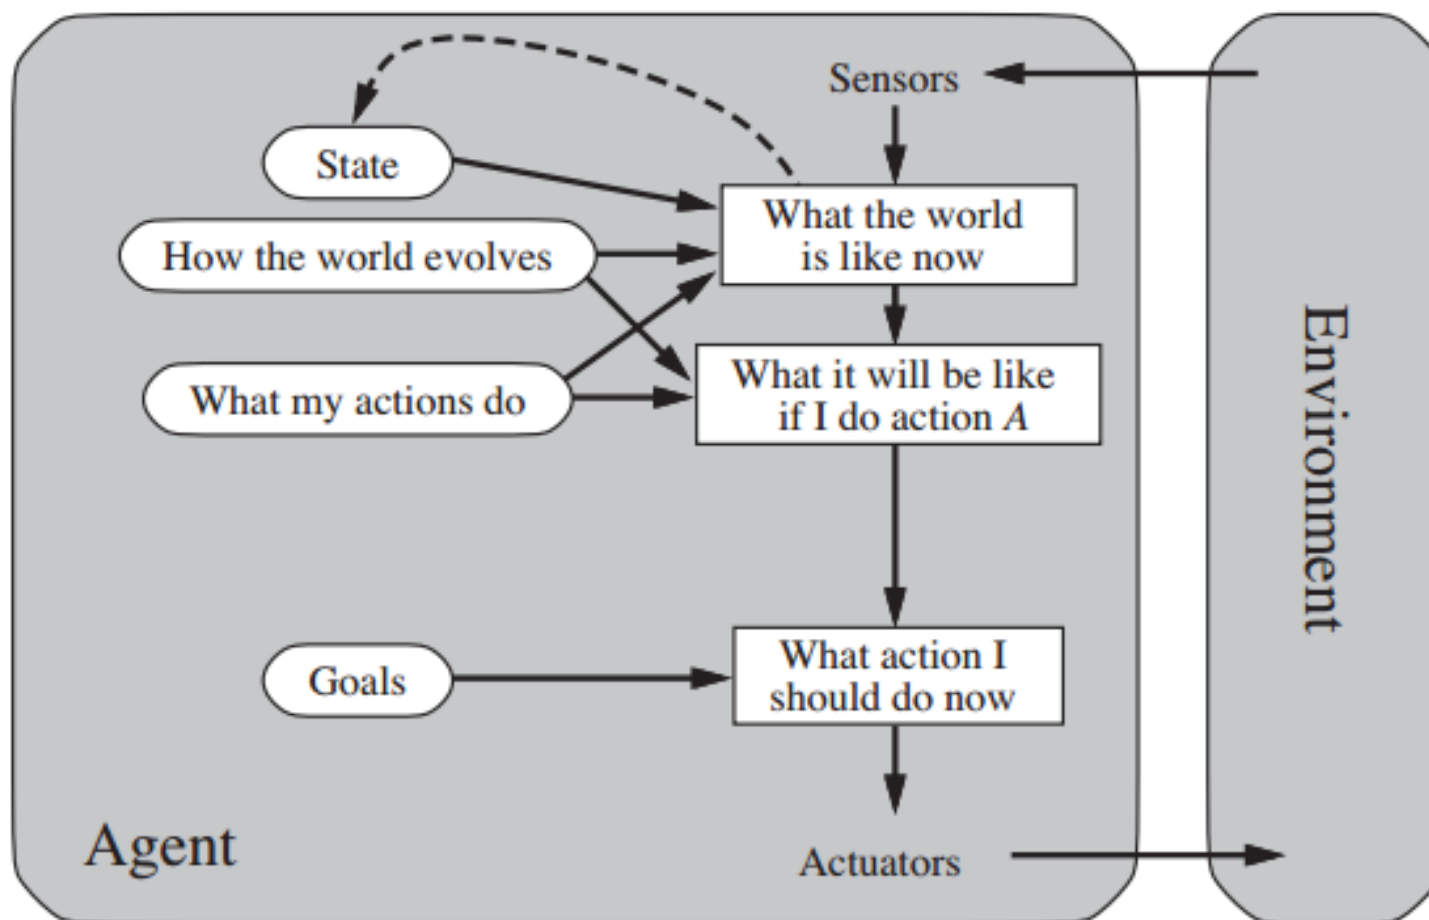 Sensors
State
What the world
is like now
How the world evolves
What it will be like
if I do action A
What my actions do
Environment
What action I
should do now
Goals
Agent
Actuators